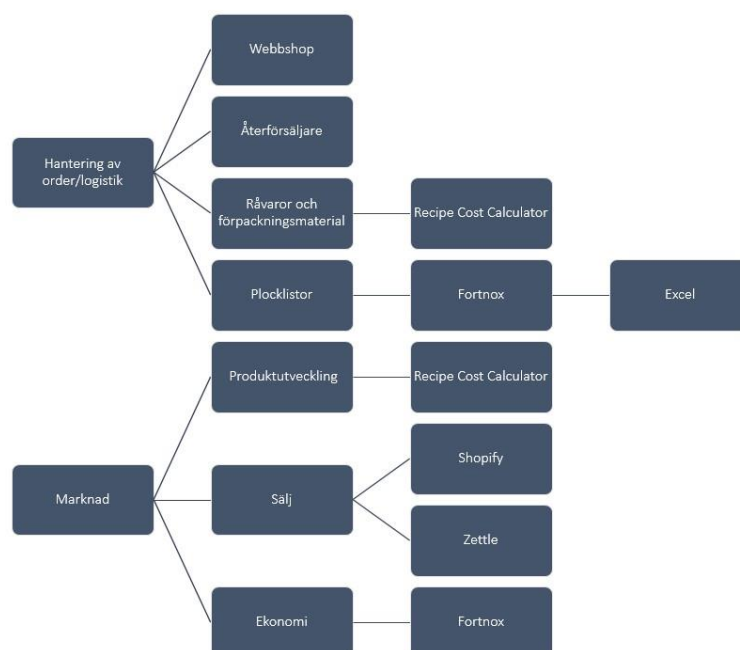 Webbshop
Återförsäljare
Hantering av
order/logistik
Råvaror och
förpackningsmaterial
Recipe Cost Calculator
Plocklistor
Fortnox
Excel
Produktutveckling
Recipe Cost Calculator
Marknad
Sälj
Shopify
Zettle
Ekonomi
Fortnox